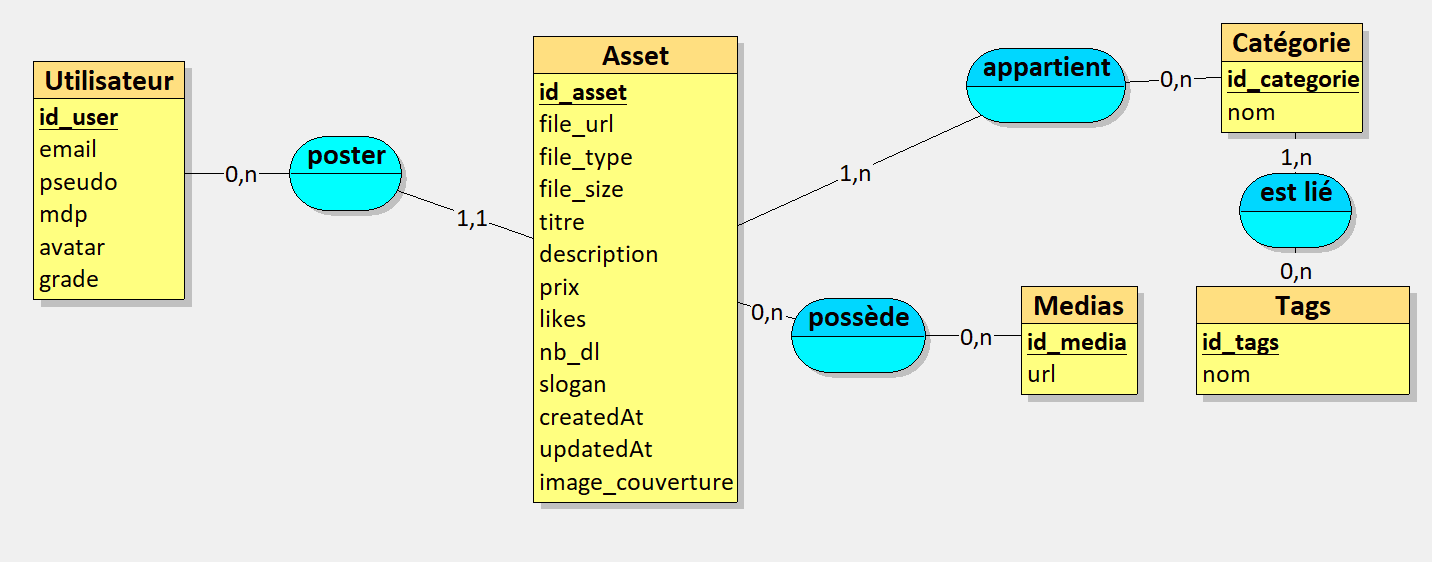 Utilisateur
id_user
email
pseudo
mdp
avatar
grade
0,n
poster
1,1
Asset
id_asset
file_url
file_type
file_size
titre
description
prix
likes
nb_dl
slogan
createdAt
updatedAt
image_couverture
1,n
appartient
0,n
Catégorie
id_categorie
nom
1,n
est lié
0,n
0,n
possède
0,n
Medias
id_media
url
Tags
id_tags
nom